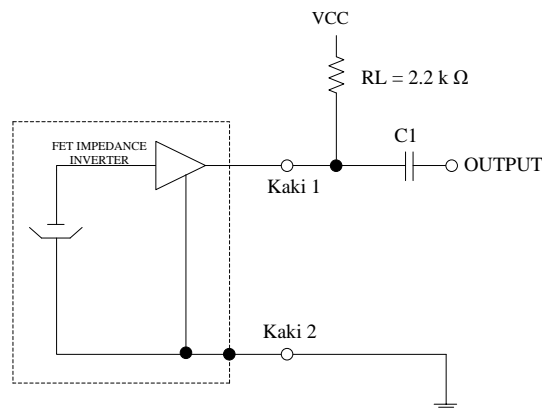 VCC
RL = 2.2 k Ω
C1
FET IMPEDANCE
INVERTER
OUTPUT
Kaki 1
Kaki 2